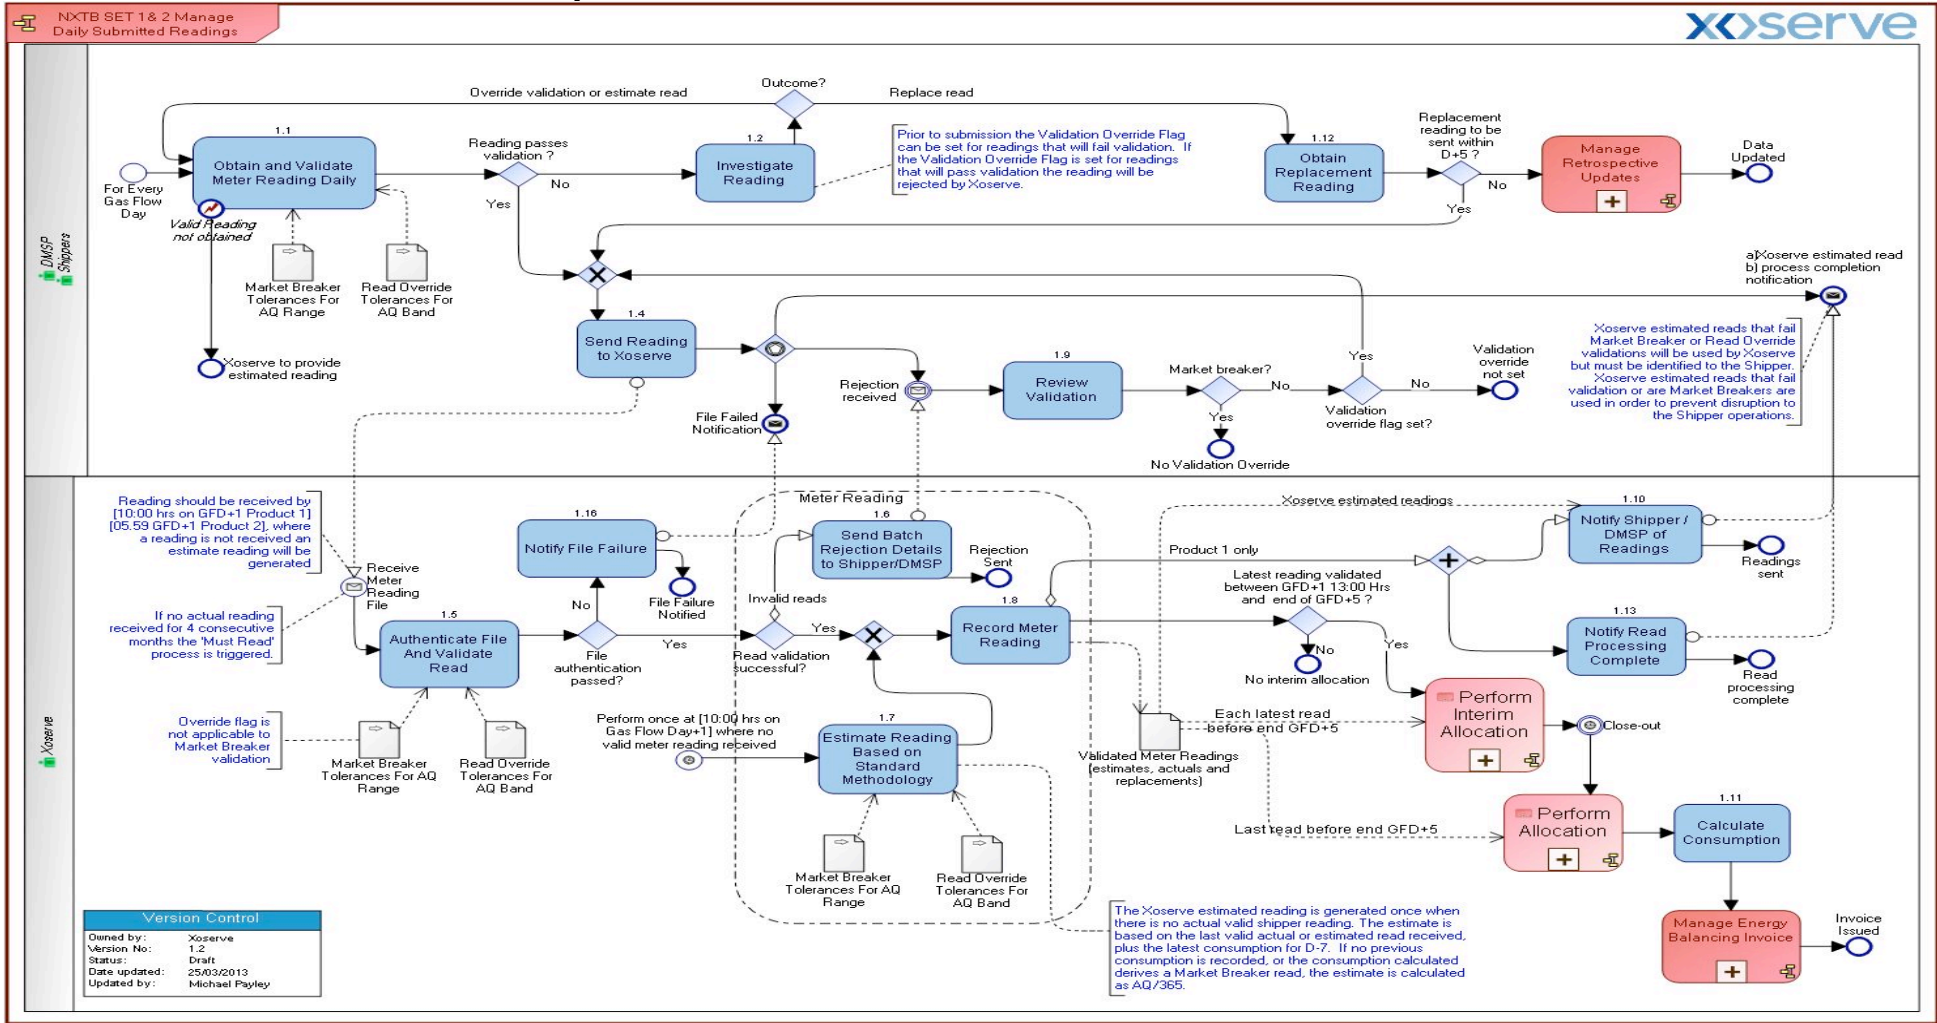 NXTB SET 1 & 2 Manage
Daily Submitted Readings
xoserve
DMSP
Shippers
Outcome?
Override validation or estimate read
Replace read
1.1
Obtain and Validate
Meter Reading Daily
For Every
Gas Flow
Day
Valid Reading
not obtained
Reading passes
validation ?
No
Yes
1.2
Investigate
Reading
Prior to submission the Validation Override Flag
can be set for readings that will fail validation. If
the Validation Override Flag is set for readings
that will pass validation the reading will be
rejected by Xoserve.
1.12
Obtain
Replacement
Reading
Replacement
reading to be
sent within
D+5 ?
No
Yes
Manage
Retrospective
Updates
Data
Updated
Market Breaker
Tolerances For
AQ Range
Read Override
Tolerances For
AQ Band
Xoserve to provide
estimated reading
1.4
Send Reading
to Xoserve
File Failed
Notification
Rejection
received
1.9
Review
Validation
Market breaker?
No
Yes
No Validation Override
Yes
No
Validation
override flag set?
Validation
override
not set
a)Xoserve estimated read
b) process completion
notification
Xoserve estimated reads that fail
Market Breaker or Read Override
validations will be used by Xoserve
but must be identified to the Shipper.
Xoserve estimated reads that fail
validation or are Market Breakers are
used in order to prevent disruption to
the Shipper operations.
Xoserve
Reading should be received by
[10:00 hrs on GFD+1 Product 1]
[05.59 GFD+1 Product 2], where
a reading is not received an
estimate reading will be
generated
Receive
Meter
Reading
File
If no actual reading
received for 4 consecutive
months the 'Must Read'
process is triggered.
Override flag is
not applicable to
Market Breaker
validation
1.5
Authenticate File
And Validate
Read
Market Breaker
Tolerances For AQ
Range
Read Override
Tolerances For
AQ Band
1.16
Notify File Failure
No
File Failure
Notified
File
authentication
passed?
Yes
Meter Reading
1.6
Send Batch
Rejection Details
to Shipper/DMSP
Rejection
Sent
Invalid reads
Yes
Read validation
successful?
1.8
Record Meter
Reading
Perform once at [10:00 hrs on
Gas Flow Day+1] where no
valid meter reading received
1.7
Estimate Reading
Based on
Standard
Methodology
Market Breaker
Tolerances For AQ
Range
Read Override
Tolerances For
AQ Band
Xoserve estimated readings
Product 1 only
Latest reading validated
between GFD+1 13:00 Hrs
and end of GFD+5 ?
No
No interim allocation
Yes
1.10
Notify Shipper /
DMSP of
Readings
Readings
sent
1.13
Notify Read
Processing
Complete
Read
processing
complete
Validated Meter Readings
(estimates, actuals and
replacements)
Each latest read
before end GFD+5
Perform
Interim
Allocation
Close-out
Last read before end GFD+5
Perform
Allocation
1.11
Calculate
Consumption
Manage Energy
Balancing Invoice
Invoice
Issued
The Xoserve estimated reading is generated once when
there is no actual valid shipper reading. The estimate is
based on the last valid actual or estimated read received,
plus the latest consumption for D-7. If no previous
consumption is recorded, or the consumption calculated
derives a Market Breaker read, the estimate is calculated
as AQ/365.
Version Control
Owned by: Xoserve
Version No: 1.2
Status: Draft
Date updated: 25/03/2013
Updated by: Michael Payley